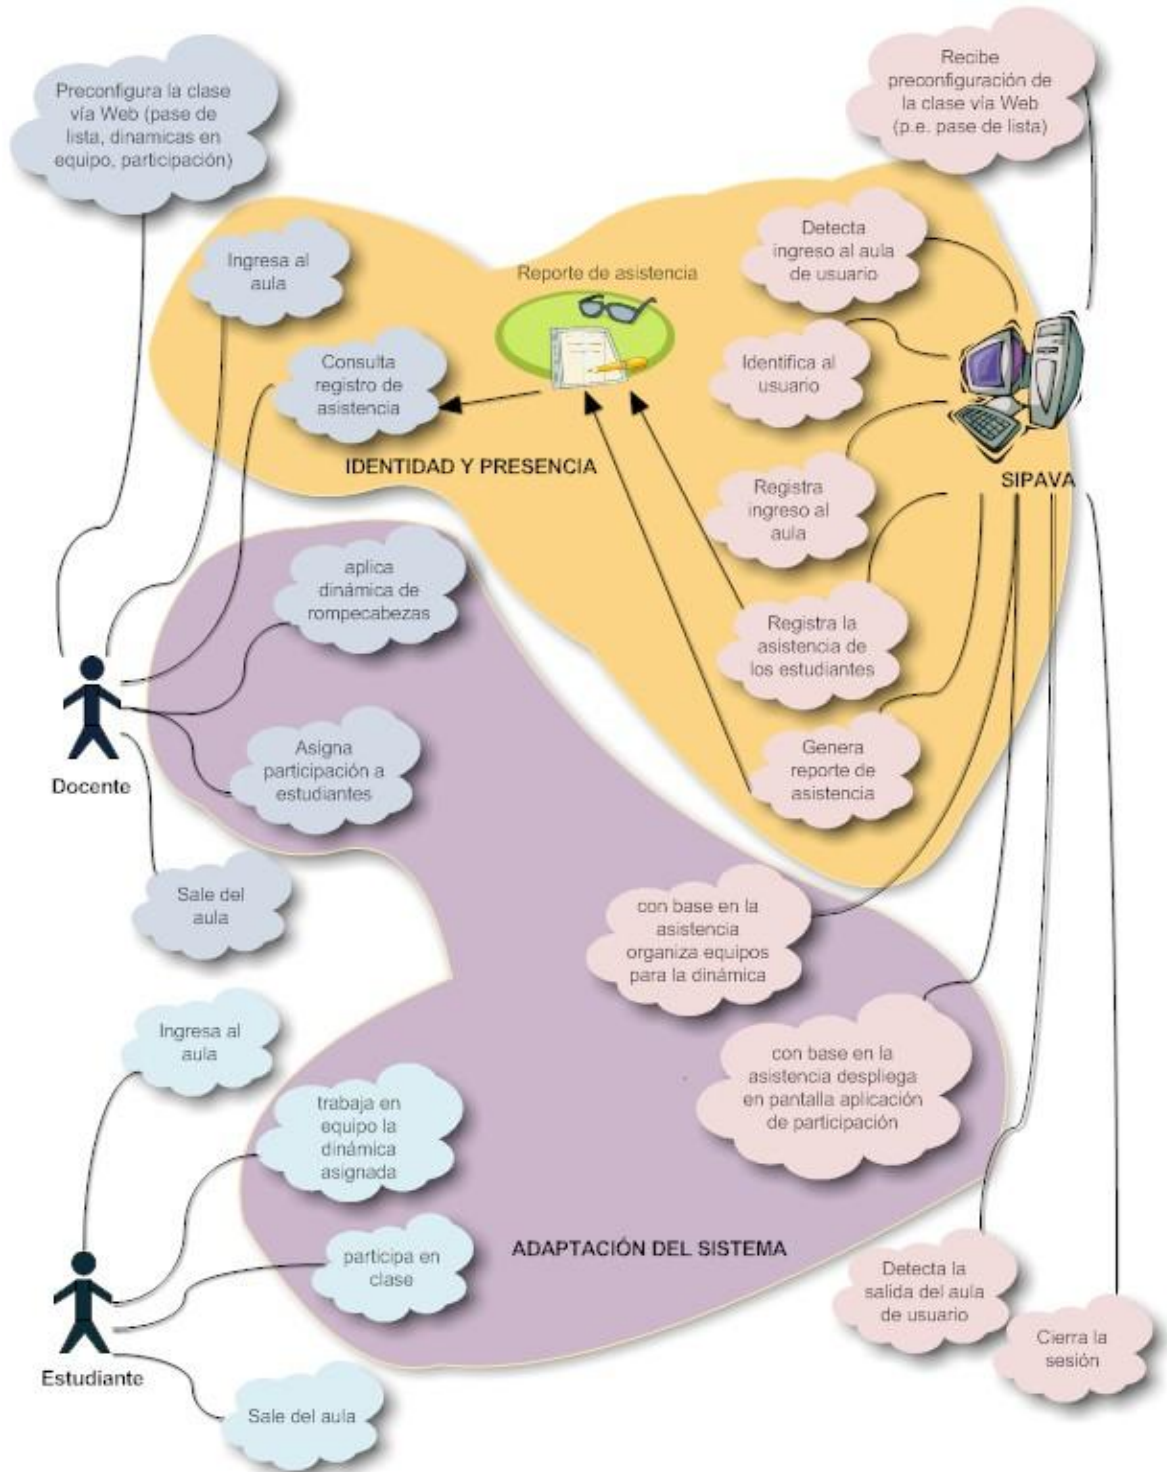 Preconfigura la clase
vía Web (pase de
lista, dinamicas en
equipo, participación)
Recibe
preconfiguración de
la clase vía Web
(p.e. pase de lista)
Ingresa al
aula
Reporte de asistencia
Detecta
ingreso al aula
de usuario
Consulta
registro de
asistencia
Identifica al
usuario
IDENTIDAD Y PRESENCIA
SIPAVA
Registra
ingreso al
aula
aplica
dinámica de
rompecabezas
Registra la
asistencia de
los estudiantes
Docente
Asigna
participación a
estudiantes
Genera
reporte de
asistencia
Sale del
aula
con base en la
asistencia
organiza equipos
para la dinámica
Ingresa al
aula
con base en la
asistencia despliega
en pantalla aplicación
de participación
trabaja en
equipo la
dinámica
asignada
ADAPTACIÓN DEL SISTEMA
participa en
clase
Detecta la
salida del aula
de usuario
Cierra la
sesión
Estudiante
Sale del aula